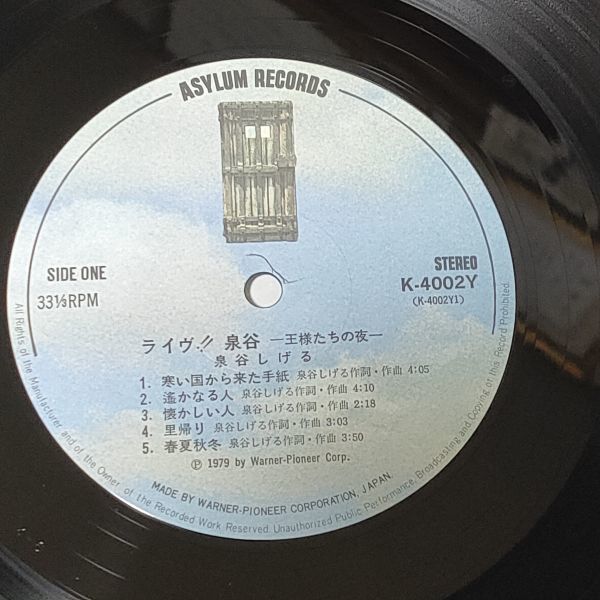 ASYLUM RECORDS
SIDE ONE
33⅓RPM
STEREO
K-4002Y
(K-4002Y1)
ライヴ!! 泉谷 ―王様たちの夜―
泉谷しげる
1. 寒い国から来た手紙 泉谷しげる作詞・作曲 4:05
2. 遙かなる人 泉谷しげる作詞・作曲 4:10
3. 懐かしい人 泉谷しげる作詞・作曲 2:18
4. 里帰り 泉谷しげる作詞・作曲 3:03
5. 春夏秋冬 泉谷しげる作詞・作曲 3:50
Ⓟ 1979 by Warner-Pioneer Corp.
MADE BY WARNER-PIONEER CORPORATION, JAPAN.
All Rights of the Manufacturer and of the Owner of the Recorded Work Reserved. Unauthorized Public Performance, Broadcasting and Copying of this Record Prohibited.